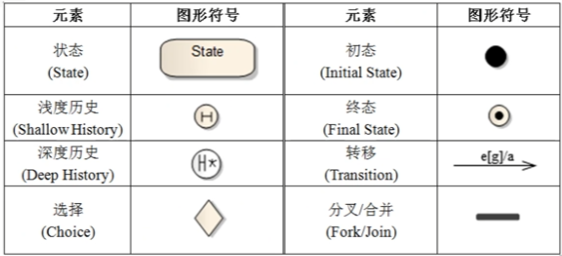 元素 图形符号 元素 图形符号
状态 初态
(State) State (Initial State)
浅度历史 终态
(Shallow History) H (Final State)
深度历史 转移
(Deep History) H* (Transition) e[g]/a
选择 分叉/合并
(Choice) (Fork/Join)